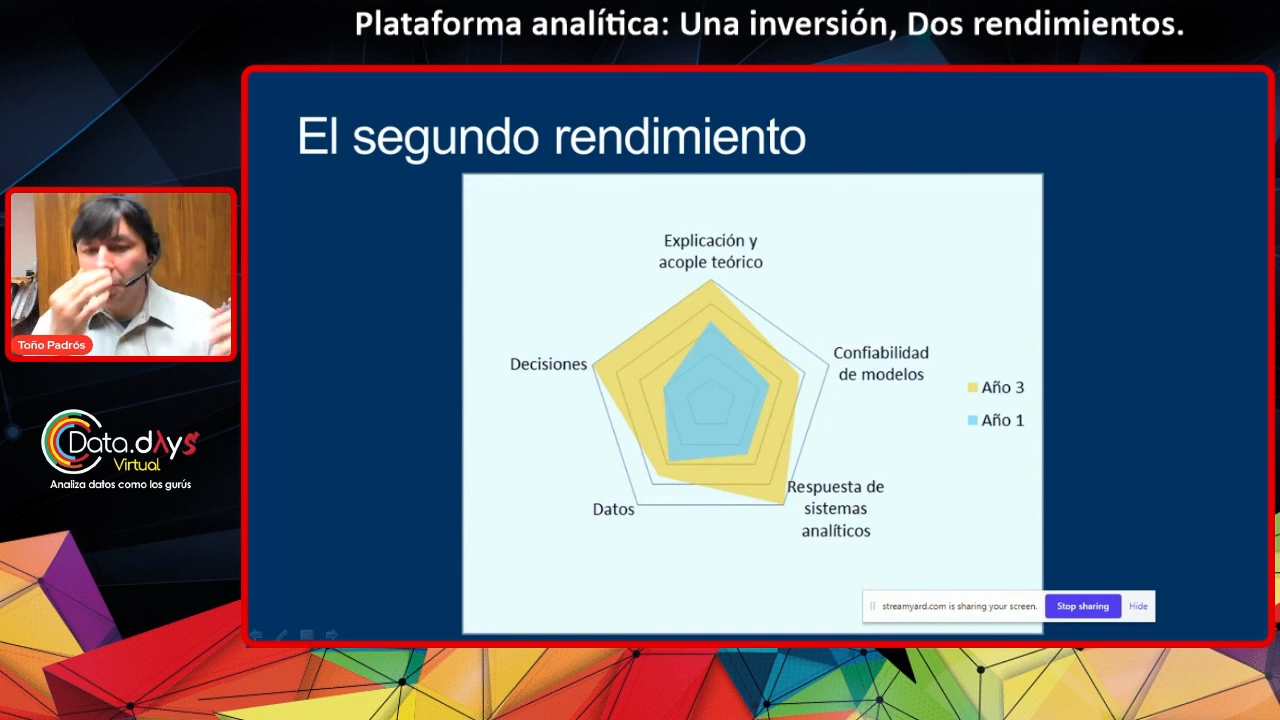 Plataforma analítica: Una inversión, Dos rendimientos.
El segundo rendimiento
Explicación y
acople teórico
Decisiones
Confiabilidad
de modelos
Año 3
Año 1
Respuesta de
sistemas
analíticos
Datos
Toño Padrós
Data.dAys
Virtual
Analiza datos como los gurús
streamyard.com is sharing your screen.
Stop sharing
Hide